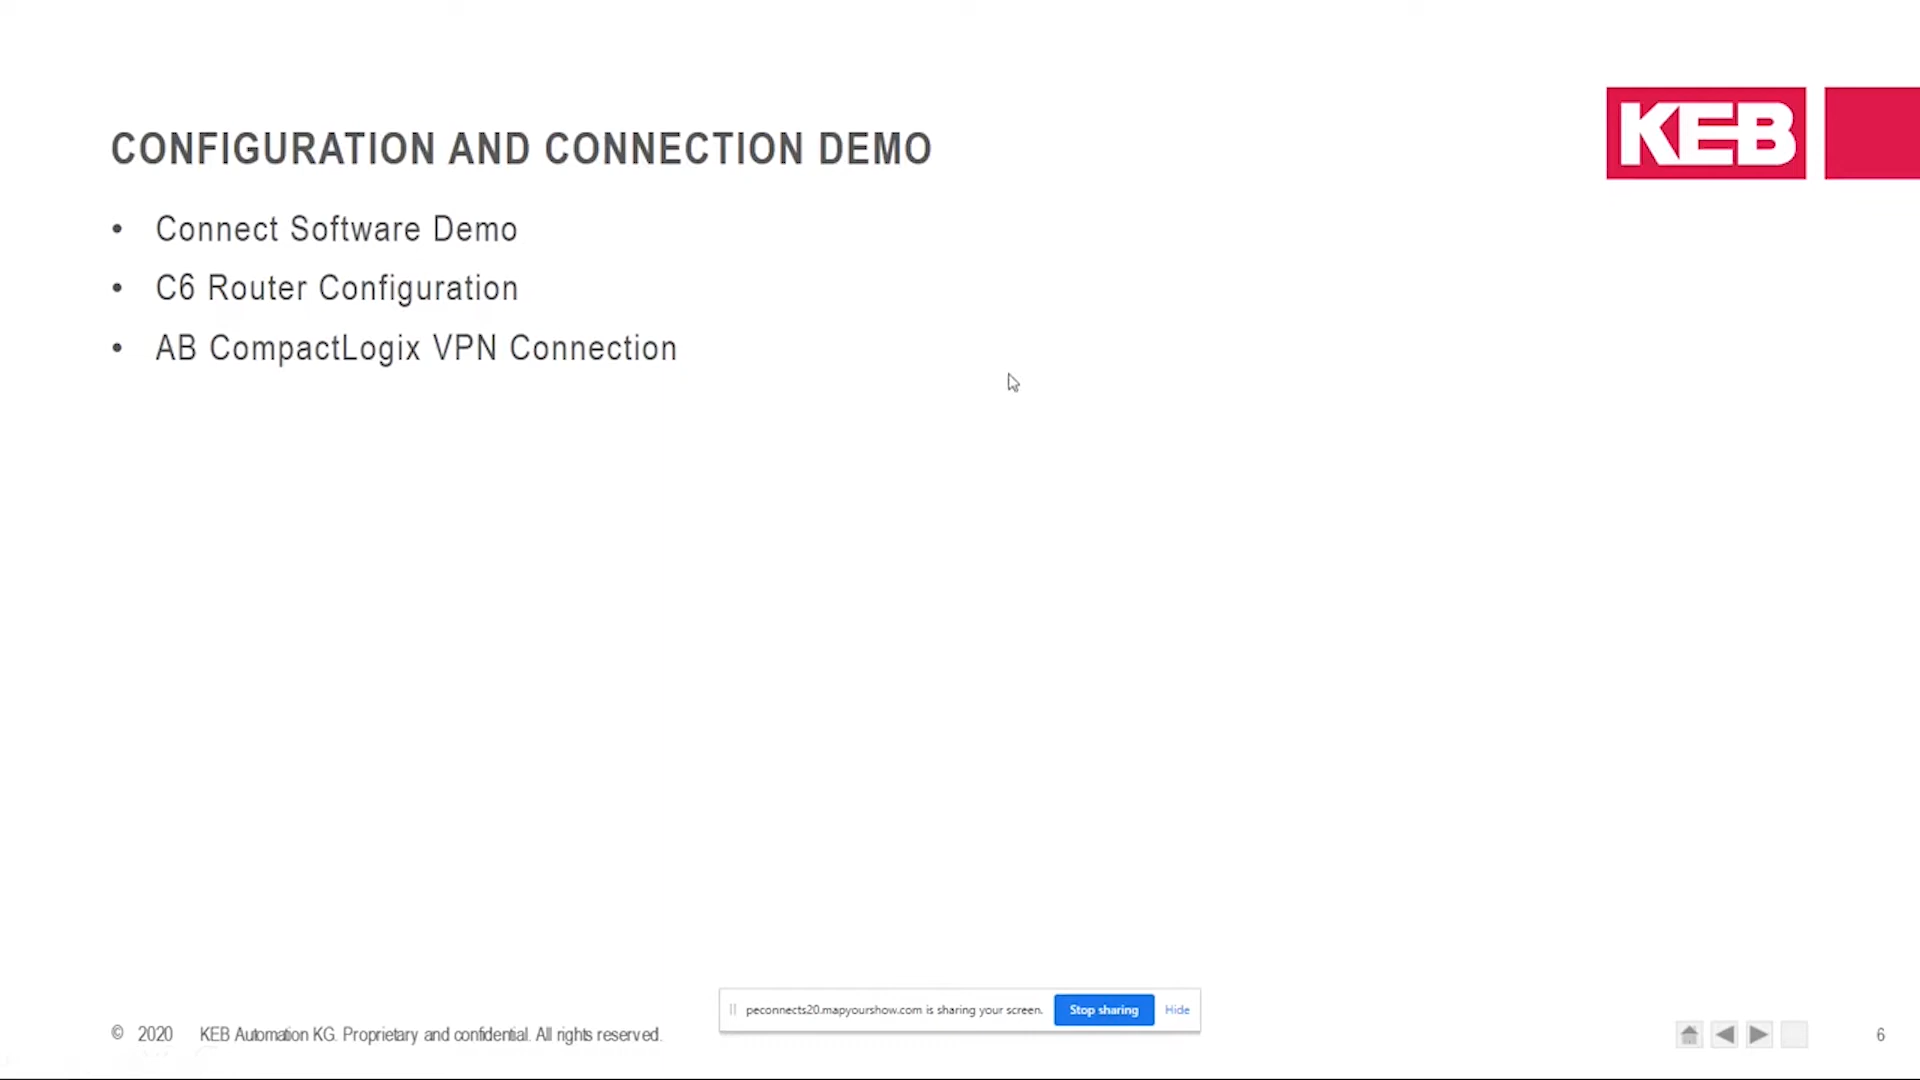 KEB
CONFIGURATION AND CONNECTION DEMO
• Connect Software Demo
• C6 Router Configuration
• AB CompactLogix VPN Connection
peconnects20.mapyourshow.com is sharing your screen. Stop sharing Hide
© 2020 KEB Automation KG. Proprietary and confidential. All rights reserved.
6